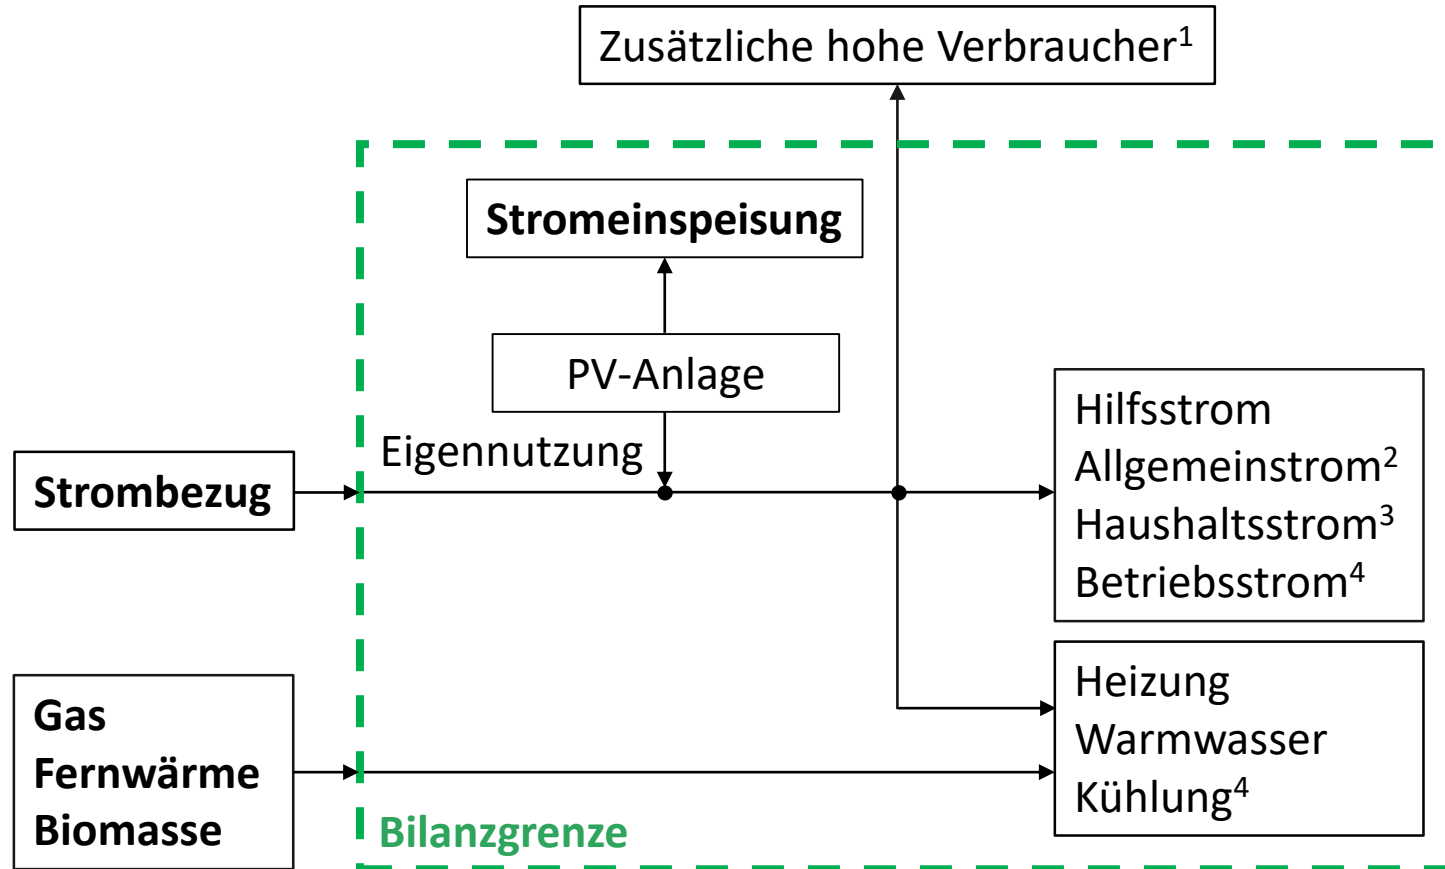 Zusätzliche hohe Verbraucher¹
Stromeinspeisung
PV-Anlage
Eigennutzung
Strombezug
Hilfsstrom
Allgemeinstrom²
Haushaltsstrom³
Betriebsstrom⁴
Gas
Fernwärme
Biomasse
Heizung
Warmwasser
Kühlung⁴
Bilanzgrenze